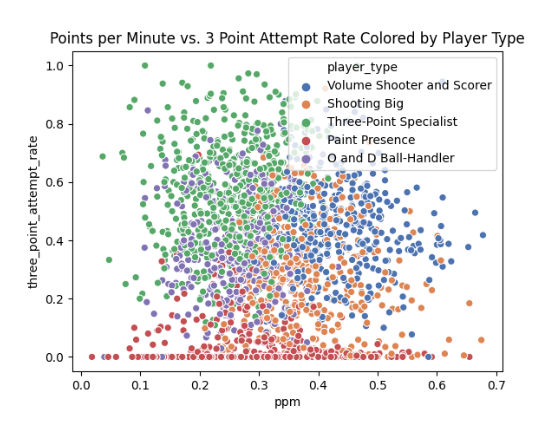 Points per Minute vs. 3 Point Attempt Rate Colored by Player Type
player_type
Volume Shooter and Scorer
Shooting Big
Three-Point Specialist
Paint Presence
O and D Ball-Handler
three_point_attempt_rate
1.0
0.8
0.6
0.4
0.2
0.0
0.0 0.1 0.2 0.3 0.4 0.5 0.6 0.7
ppm